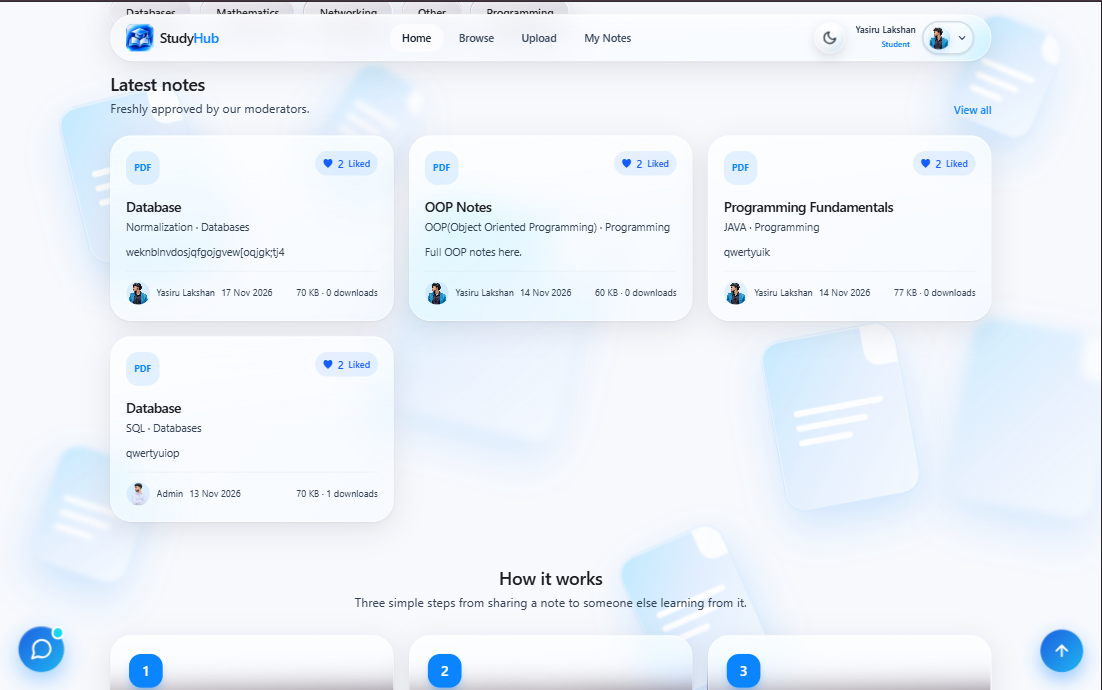 Databases Mathematics Networking Other Programming
StudyHub Home Browse Upload My Notes Yasiru Lakshan
Student
Latest notes
Freshly approved by our moderators.
View all
PDF 2 Liked
Database
Normalization · Databases
weknblnvdosjqfgojgvew[oqjgk;tj4
Yasiru Lakshan 17 Nov 2026 70 KB · 0 downloads
PDF 2 Liked
OOP Notes
OOP(Object Oriented Programming) · Programming
Full OOP notes here.
Yasiru Lakshan 14 Nov 2026 60 KB · 0 downloads
PDF 2 Liked
Programming Fundamentals
JAVA · Programming
qwertyuik
Yasiru Lakshan 14 Nov 2026 77 KB · 0 downloads
PDF 2 Liked
Database
SQL · Databases
qwertyuiop
Admin 13 Nov 2026 70 KB · 1 downloads
How it works
Three simple steps from sharing a note to someone else learning from it.
1 2 3